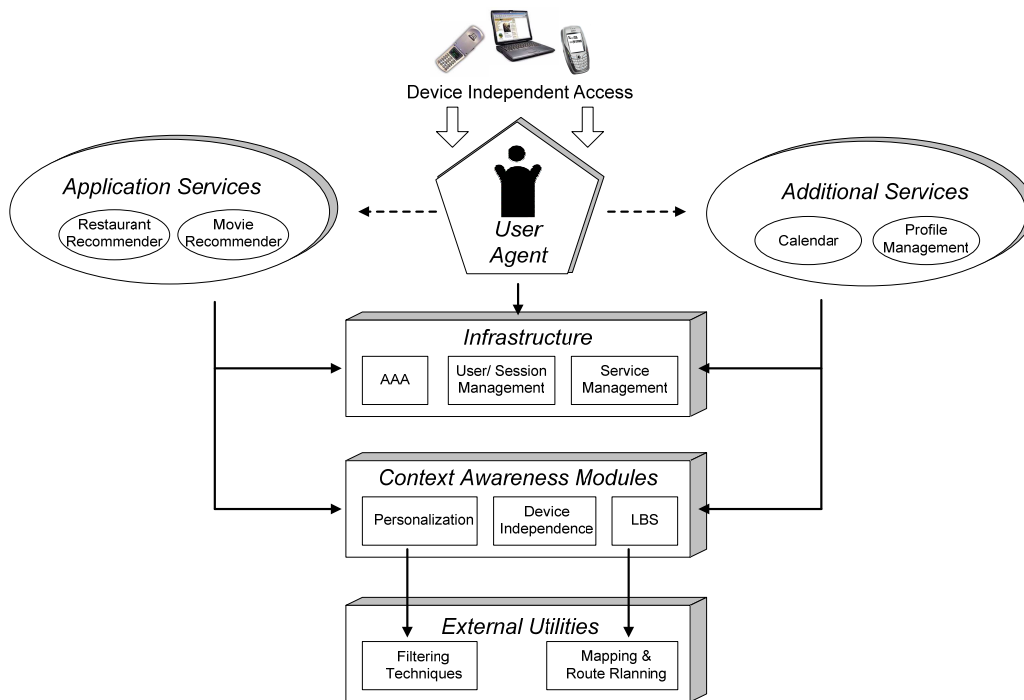 Device Independent Access
Application Services
Restaurant
Recommender
Movie
Recommender
User
Agent
Additional Services
Calendar
Profile
Management
Infrastructure
AAA
User/ Session
Management
Service
Management
Context Awareness Modules
Personalization
Device
Independence
LBS
External Utilities
Filtering
Techniques
Mapping &
Route Rlanning